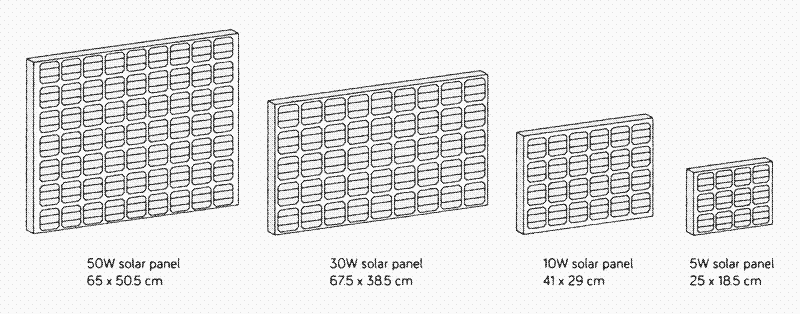 50W solar panel
65 x 50.5 cm
30W solar panel
67.5 x 38.5 cm
10W solar panel
41 x 29 cm
5W solar panel
25 x 18.5 cm